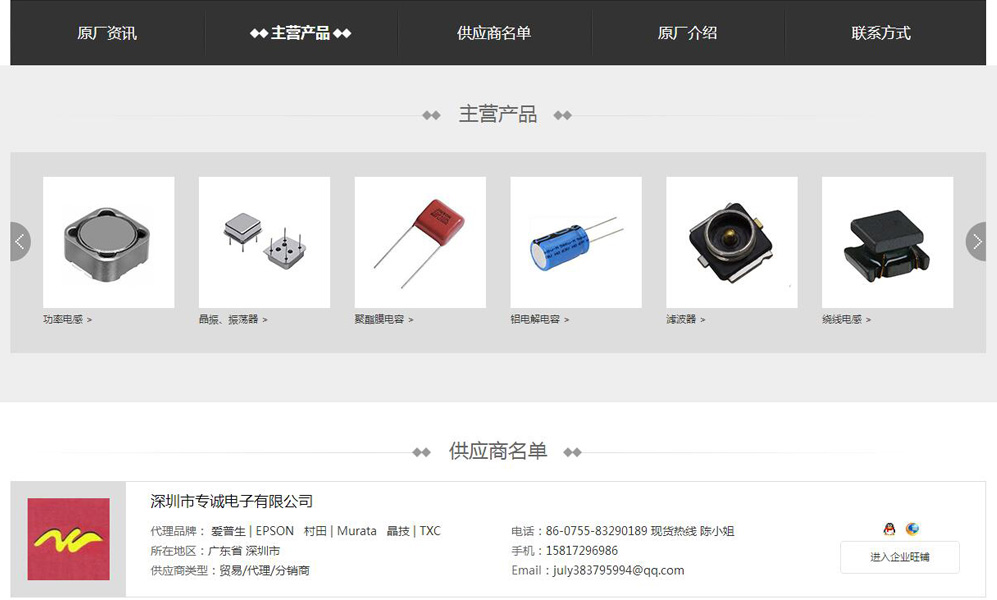 原厂资讯
◆◆主营产品◆◆
供应商名单
原厂介绍
联系方式
◆◆ 主营产品 ◆◆
功率电感 >
晶振、振荡器 >
聚酯膜电容 >
铝电解电容 >
滤波器 >
绕线电感 >
◆◆ 供应商名单 ◆◆
深圳市专诚电子有限公司
代理品牌： 爱普生 | EPSON 村田 | Murata 晶技 | TXC
所在地区：广东省 深圳市
供应商类型：贸易/代理/分销商
电话：86-0755-83290189 现货热线 陈小姐
手机：15817296986
Email：july383795994@qq.com
进入企业旺铺